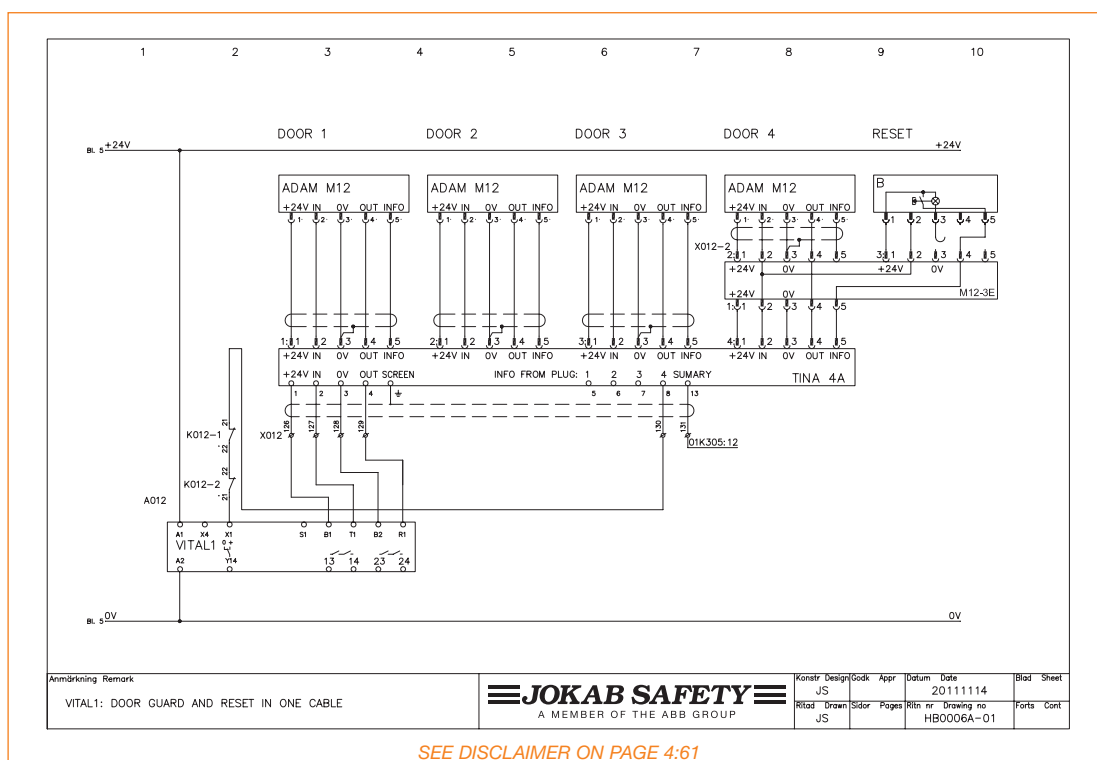 1 2 3 4 5 6 7 8 9 10
DOOR 1 DOOR 2 DOOR 3 DOOR 4 RESET
Bl. 5 +24V +24V
ADAM M12 ADAM M12 ADAM M12 ADAM M12 B
+24V IN 0V OUT INFO +24V IN 0V OUT INFO +24V IN 0V OUT INFO +24V IN 0V OUT INFO
1 2 3 4 5 1 2 3 4 5 1 2 3 4 5 1 2 3 4 5 1 2 3 4 5
X012-2
2: 1 2 3 4 5 3: 1 2 3 4 5
+24V 0V +24V 0V
M12-3E
+24V 0V
1: 1 2 3 4 5
1: 1 2 3 4 5 2: 1 2 3 4 5 3: 1 2 3 4 5 4: 1 2 3 4 5
+24V IN 0V OUT INFO +24V IN 0V OUT INFO +24V IN 0V OUT INFO +24V IN 0V OUT INFO
+24V IN 0V OUT SCREEN INFO FROM PLUG: 1 2 3 4 SUMARY TINA 4A
1 2 3 4 5 6 7 8 13
X012 126 127 128 129 130 131
01K305:12
K012-1 21 22
K012-2 22 21
A012
A1 X4 X1 S1 B1 T1 B2 R1
VITAL1 0 +
A2 Y14 13 14 23 24
Bl. 5 0V 0V
Anmärkning Remark
VITAL1: DOOR GUARD AND RESET IN ONE CABLE
JOKAB SAFETY
A MEMBER OF THE ABB GROUP
Konstr Design Godk Appr Datum Date Blad Sheet
JS 20111114
Ritad Drawn Sidor Pages Ritn nr Drawing no Forts Cont
JS HB0006A-01
SEE DISCLAIMER ON PAGE 4:61